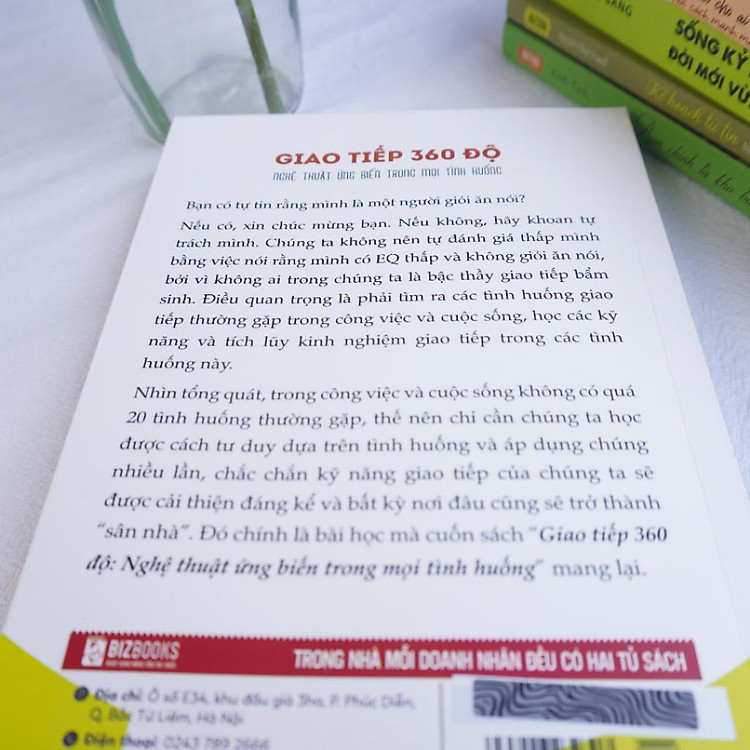 SỐNG KỶ
ĐỜI MỚI VỪ
GIAO TIẾP 360 ĐỘ
NGHỆ THUẬT ỨNG BIẾN TRONG MỌI TÌNH HUỐNG
Bạn có tự tin rằng mình là một người giỏi ăn nói?
Nếu có, xin chúc mừng bạn. Nếu không, hãy khoan tự
trách mình. Chúng ta không nên tự đánh giá thấp mình
bằng việc nói rằng mình có EQ thấp và không giỏi ăn nói,
bởi vì không ai trong chúng ta là bậc thầy giao tiếp bẩm
sinh. Điều quan trọng là phải tìm ra các tình huống giao
tiếp thường gặp trong công việc và cuộc sống, học các kỹ
năng và tích lũy kinh nghiệm giao tiếp trong các tình
huống này.
Nhìn tổng quát, trong công việc và cuộc sống không có quá
20 tình huống thường gặp, thế nên chỉ cần chúng ta học
được cách tư duy dựa trên tình huống và áp dụng chúng
nhiều lần, chắc chắn kỹ năng giao tiếp của chúng ta sẽ
được cải thiện đáng kể và bất kỳ nơi đâu cũng sẽ trở thành
“sân nhà”. Đó chính là bài học mà cuốn sách “Giao tiếp 360
độ: Nghệ thuật ứng biến trong mọi tình huống” mang lại.
BIZBOOKS
TRONG NHÀ MỖI DOANH NHÂN ĐỀU CÓ HAI TỦ SÁCH
Địa chỉ: Ô số E34, khu đấu giá 3ha, P. Phúc Diễn,
Q. Bắc Từ Liêm, Hà Nội
Điện thoại: 0243 789 2666